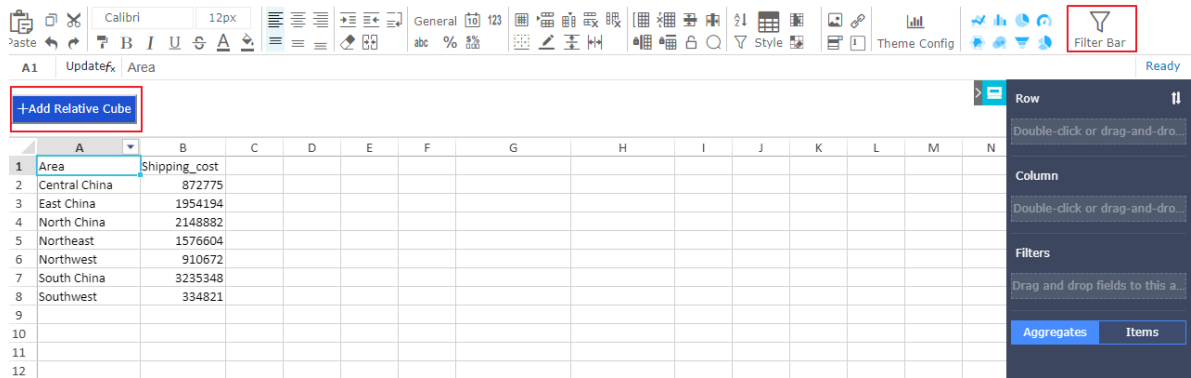 Calibri 12px General 10 123 Filter Bar
Paste B I U S A abc % Style I Theme Config
A1 Update fx Area Ready
+Add Relative Cube
A B C D E F G H I J K L M N
1 Area Shipping_cost
2 Central China 872775
3 East China 1954194
4 North China 2148882
5 Northeast 1576604
6 Northwest 910672
7 South China 3235348
8 Southwest 334821
9
10
11
12
Row
Double-click or drag-and-dro...
Column
Double-click or drag-and-dro...
Filters
Drag and drop fields to this a...
Aggregates Items